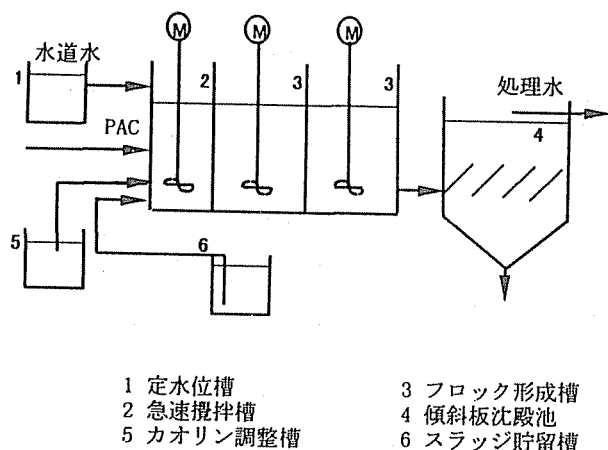 M M M
水道水
1 2 3 3 処理水
4
PAC
5 6
1 定水位槽
2 急速攪拌槽
5 カオリン調整槽
3 フロック形成槽
4 傾斜板沈殿池
6 スラッジ貯留槽